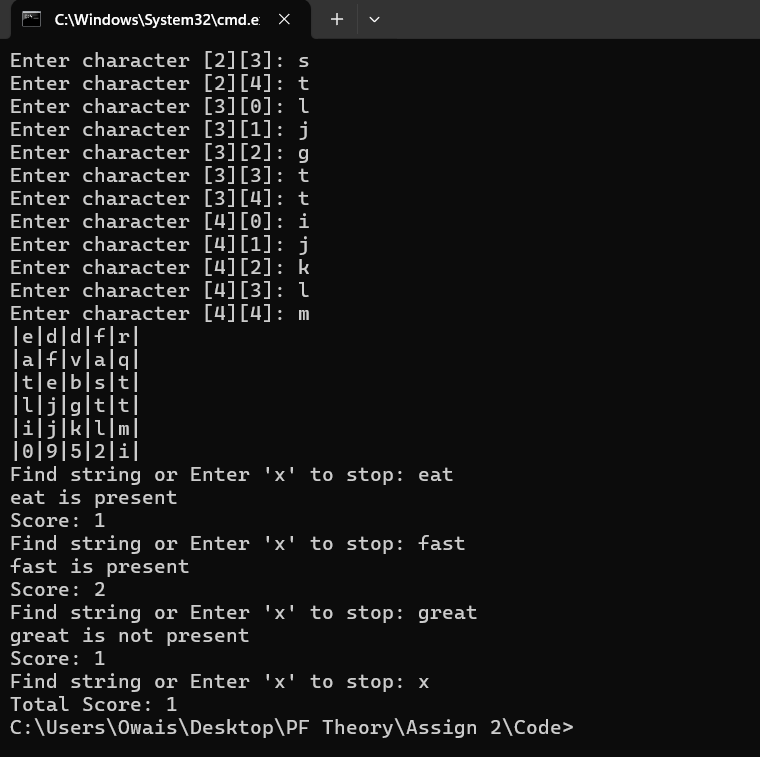 C:\Windows\System32\cmd.e
Enter character [2][3]: s
Enter character [2][4]: t
Enter character [3][0]: l
Enter character [3][1]: j
Enter character [3][2]: g
Enter character [3][3]: t
Enter character [3][4]: t
Enter character [4][0]: i
Enter character [4][1]: j
Enter character [4][2]: k
Enter character [4][3]: l
Enter character [4][4]: m
|e|d|d|f|r|
|a|f|v|a|q|
|t|e|b|s|t|
|l|j|g|t|t|
|i|j|k|l|m|
|0|9|5|2|i|
Find string or Enter 'x' to stop: eat
eat is present
Score: 1
Find string or Enter 'x' to stop: fast
fast is present
Score: 2
Find string or Enter 'x' to stop: great
great is not present
Score: 1
Find string or Enter 'x' to stop: x
Total Score: 1
C:\Users\Owais\Desktop\PF Theory\Assign 2\Code>